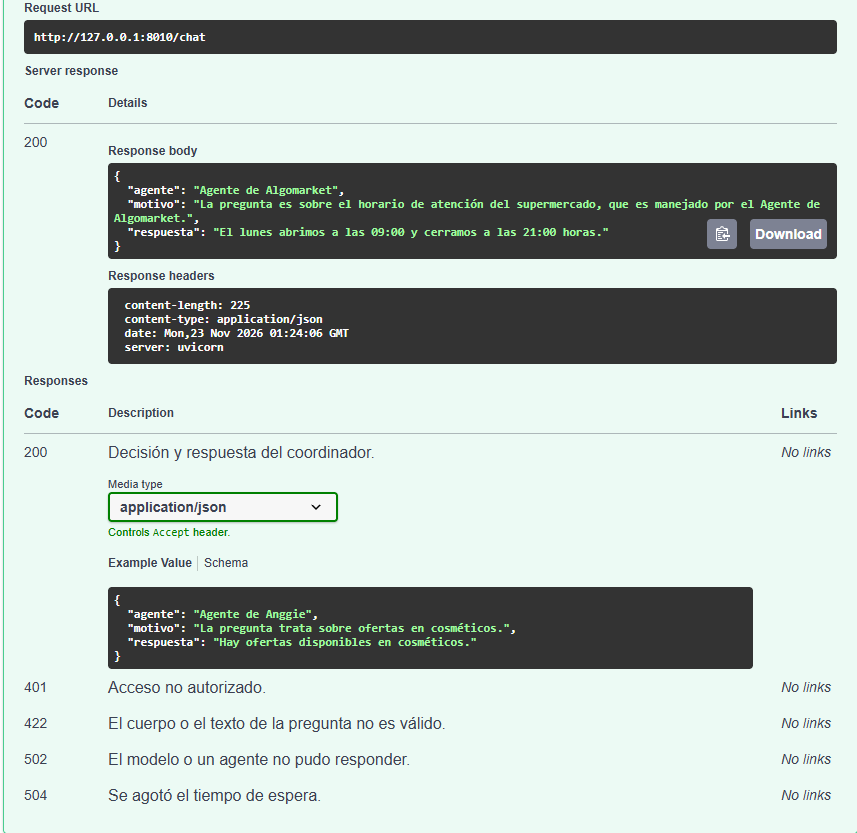 Request URL
http://127.0.0.1:8010/chat
Server response
Code Details
200
Response body
{
  "agente": "Agente de Algomarket",
  "motivo": "La pregunta es sobre el horario de atención del supermercado, que es manejado por el Agente de
Algomarket.",
  "respuesta": "El lunes abrimos a las 09:00 y cerramos a las 21:00 horas."
}
Download
Response headers
content-length: 225
content-type: application/json
date: Mon,23 Nov 2026 01:24:06 GMT
server: uvicorn
Responses
Code Description Links
200 Decisión y respuesta del coordinador. No links
Media type
application/json
Controls Accept header.
Example Value Schema
{
  "agente": "Agente de Anggie",
  "motivo": "La pregunta trata sobre ofertas en cosméticos.",
  "respuesta": "Hay ofertas disponibles en cosméticos."
}
401 Acceso no autorizado. No links
422 El cuerpo o el texto de la pregunta no es válido. No links
502 El modelo o un agente no pudo responder. No links
504 Se agotó el tiempo de espera. No links